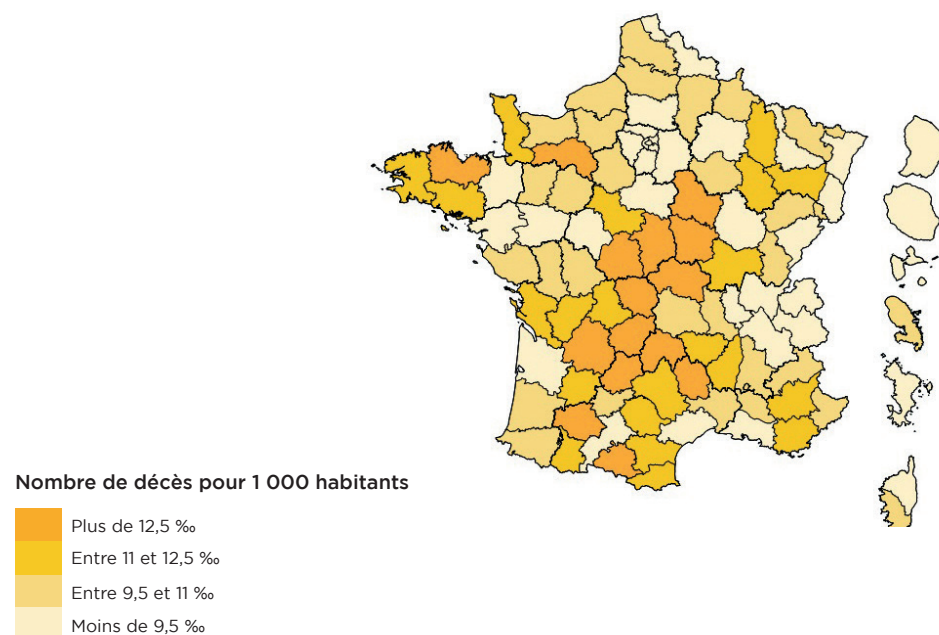 Nombre de décès pour 1 000 habitants
Plus de 12,5 ‰
Entre 11 et 12,5 ‰
Entre 9,5 et 11 ‰
Moins de 9,5 ‰